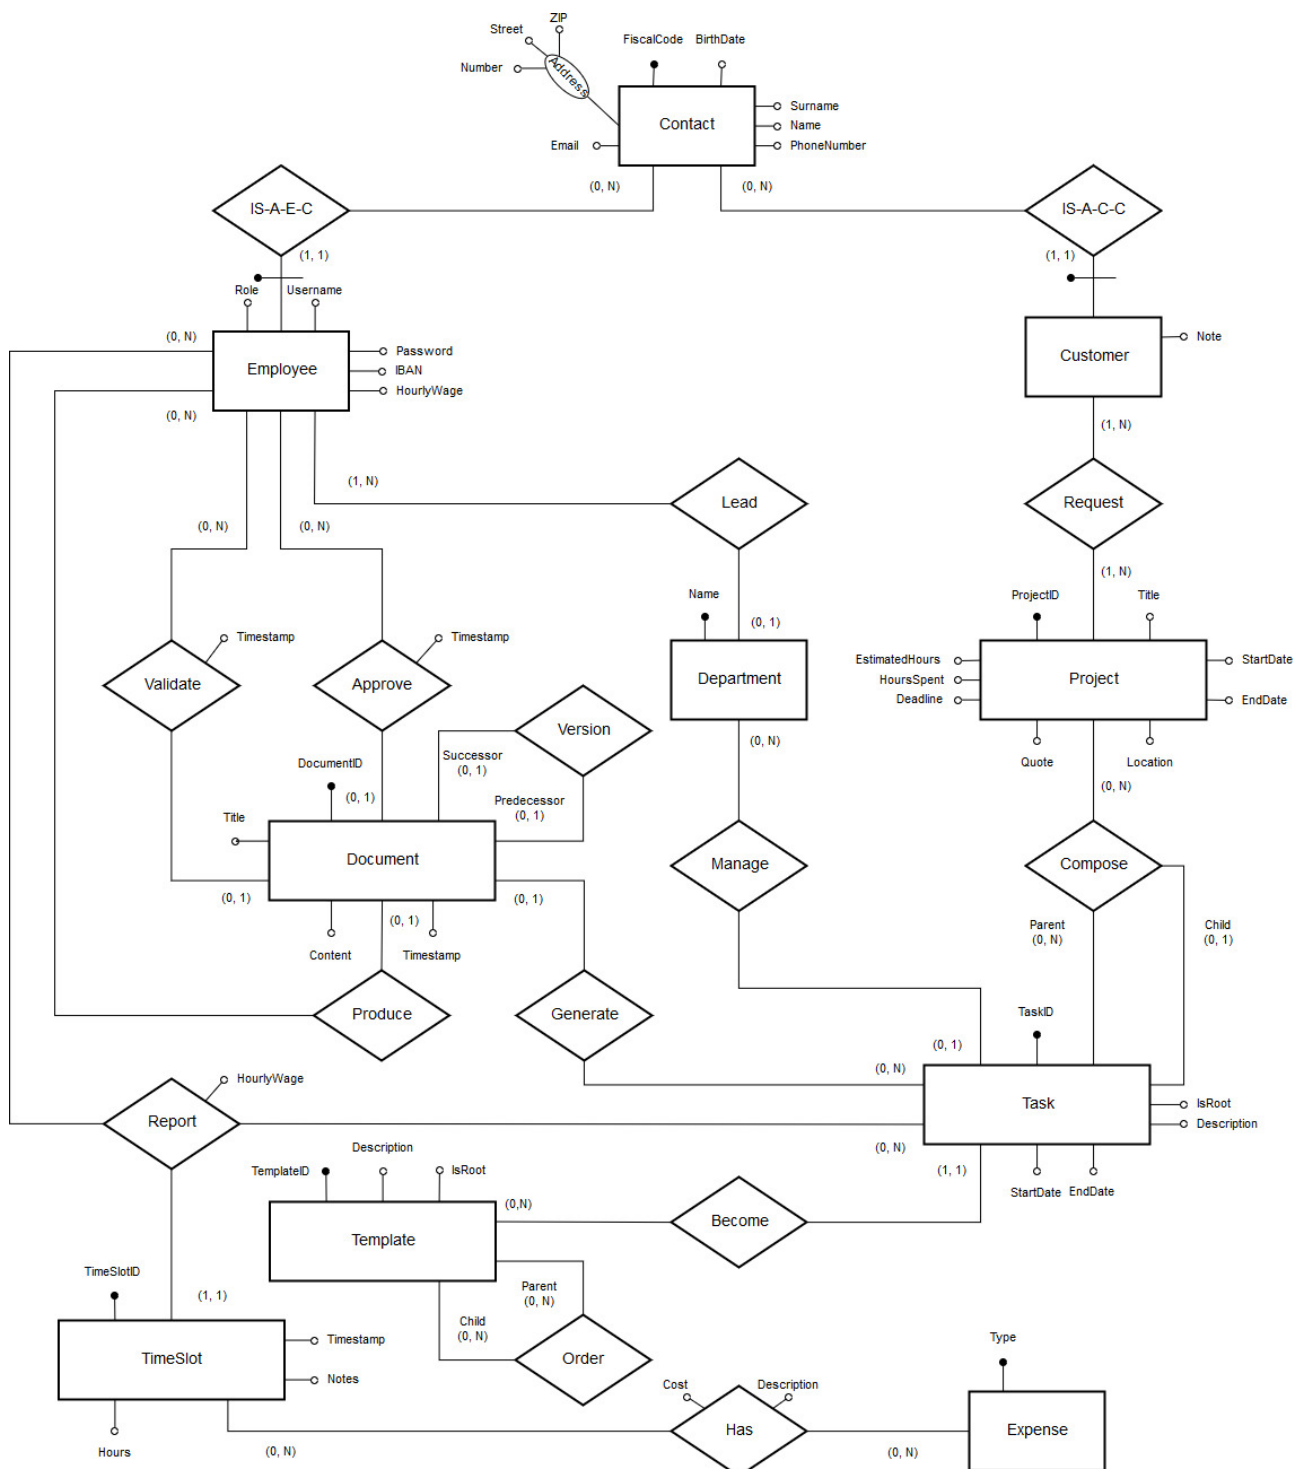 ZIP
Street
FiscalCode
BirthDate
Number
Address
Surname
Contact
Name
Email
PhoneNumber
(0, N)
(0, N)
IS-A-E-C
IS-A-C-C
(1, 1)
(1, 1)
Role
Username
(0, N)
Note
Password
Employee
Customer
IBAN
HourlyWage
(0, N)
(1, N)
(1, N)
Lead
Request
(0, N)
(0, N)
(1, N)
Name
ProjectID
Title
(0, 1)
Timestamp
Timestamp
EstimatedHours
StartDate
Validate
Approve
Department
HoursSpent
Project
Deadline
EndDate
Version
(0, N)
Successor
(0, 1)
DocumentID
Quote
Location
(0, 1)
Predecessor
(0, 1)
(0, N)
Title
Document
Manage
Compose
(0, 1)
(0, 1)
(0, 1)
Parent
(0, N)
Child
(0, 1)
Content
Timestamp
Produce
Generate
TaskID
(0, 1)
(0, N)
HourlyWage
Report
Task
IsRoot
Description
(0, N)
Description
TemplateID
IsRoot
(1, 1)
StartDate
EndDate
(0,N)
Become
Template
TimeSlotID
Parent
(0, N)
(1, 1)
Child
(0, N)
Timestamp
TimeSlot
Order
Type
Notes
Cost
Description
Has
Expense
Hours
(0, N)
(0, N)